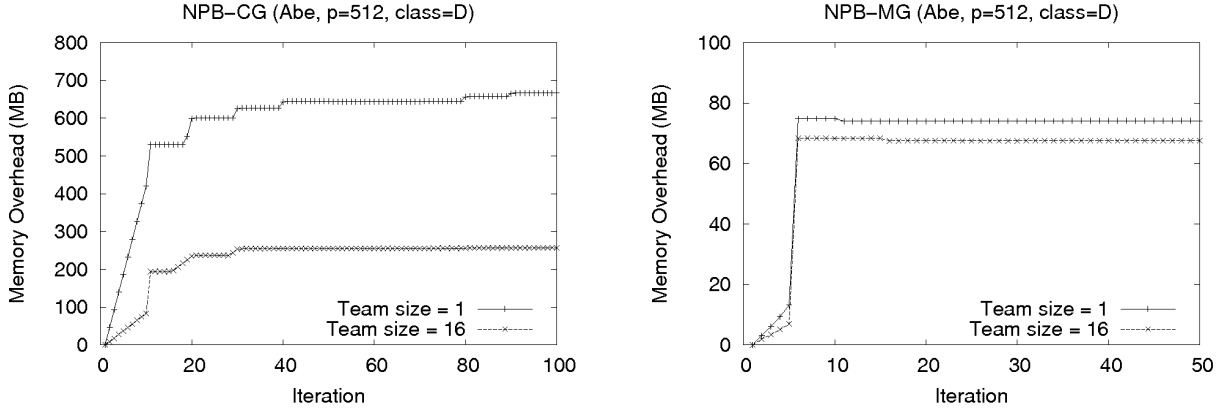 NPB-CG (Abe, p=512, class=D)
Memory Overhead (MB)
800
700
600
500
400
300
200
100
0
Team size = 1
Team size = 16
0 20 40 60 80 100
Iteration
NPB-MG (Abe, p=512, class=D)
Memory Overhead (MB)
100
80
60
40
20
0
Team size = 1
Team size = 16
0 10 20 30 40 50
Iteration